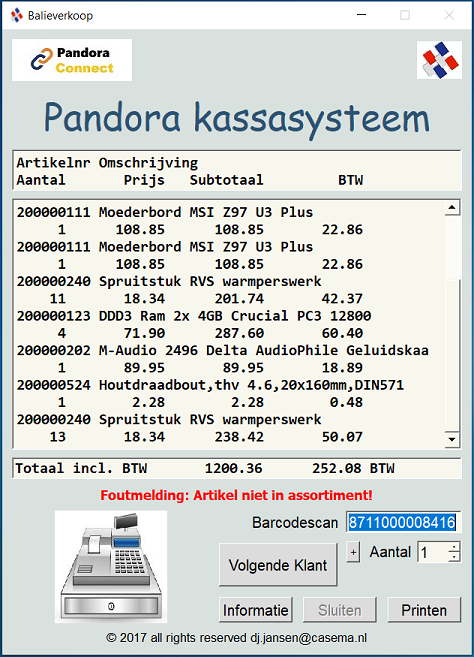 Balieverkoop
Pandora
Connect
Pandora kassasysteem
Artikelnr Omschrijving
Aantal Prijs Subtotaal BTW
200000111 Moederbord MSI Z97 U3 Plus
1 108.85 108.85 22.86
200000111 Moederbord MSI Z97 U3 Plus
1 108.85 108.85 22.86
200000240 Spruitstuk RVS warmperswerk
11 18.34 201.74 42.37
200000123 DDD3 Ram 2x 4GB Crucial PC3 12800
4 71.90 287.60 60.40
200000202 M-Audio 2496 Delta AudioPhile Geluidskaa
1 89.95 89.95 18.89
200000524 Houtdraadbout,thv 4.6,20x160mm,DIN571
1 2.28 2.28 0.48
200000240 Spruitstuk RVS warmperswerk
13 18.34 238.42 50.07
Totaal incl. BTW 1200.36 252.08 BTW
Foutmelding: Artikel niet in assortiment!
Barcodescan 8711000008416
Volgende Klant + Aantal 1
Informatie Sluiten Printen
© 2017 all rights reserved dj.jansen@casema.nl